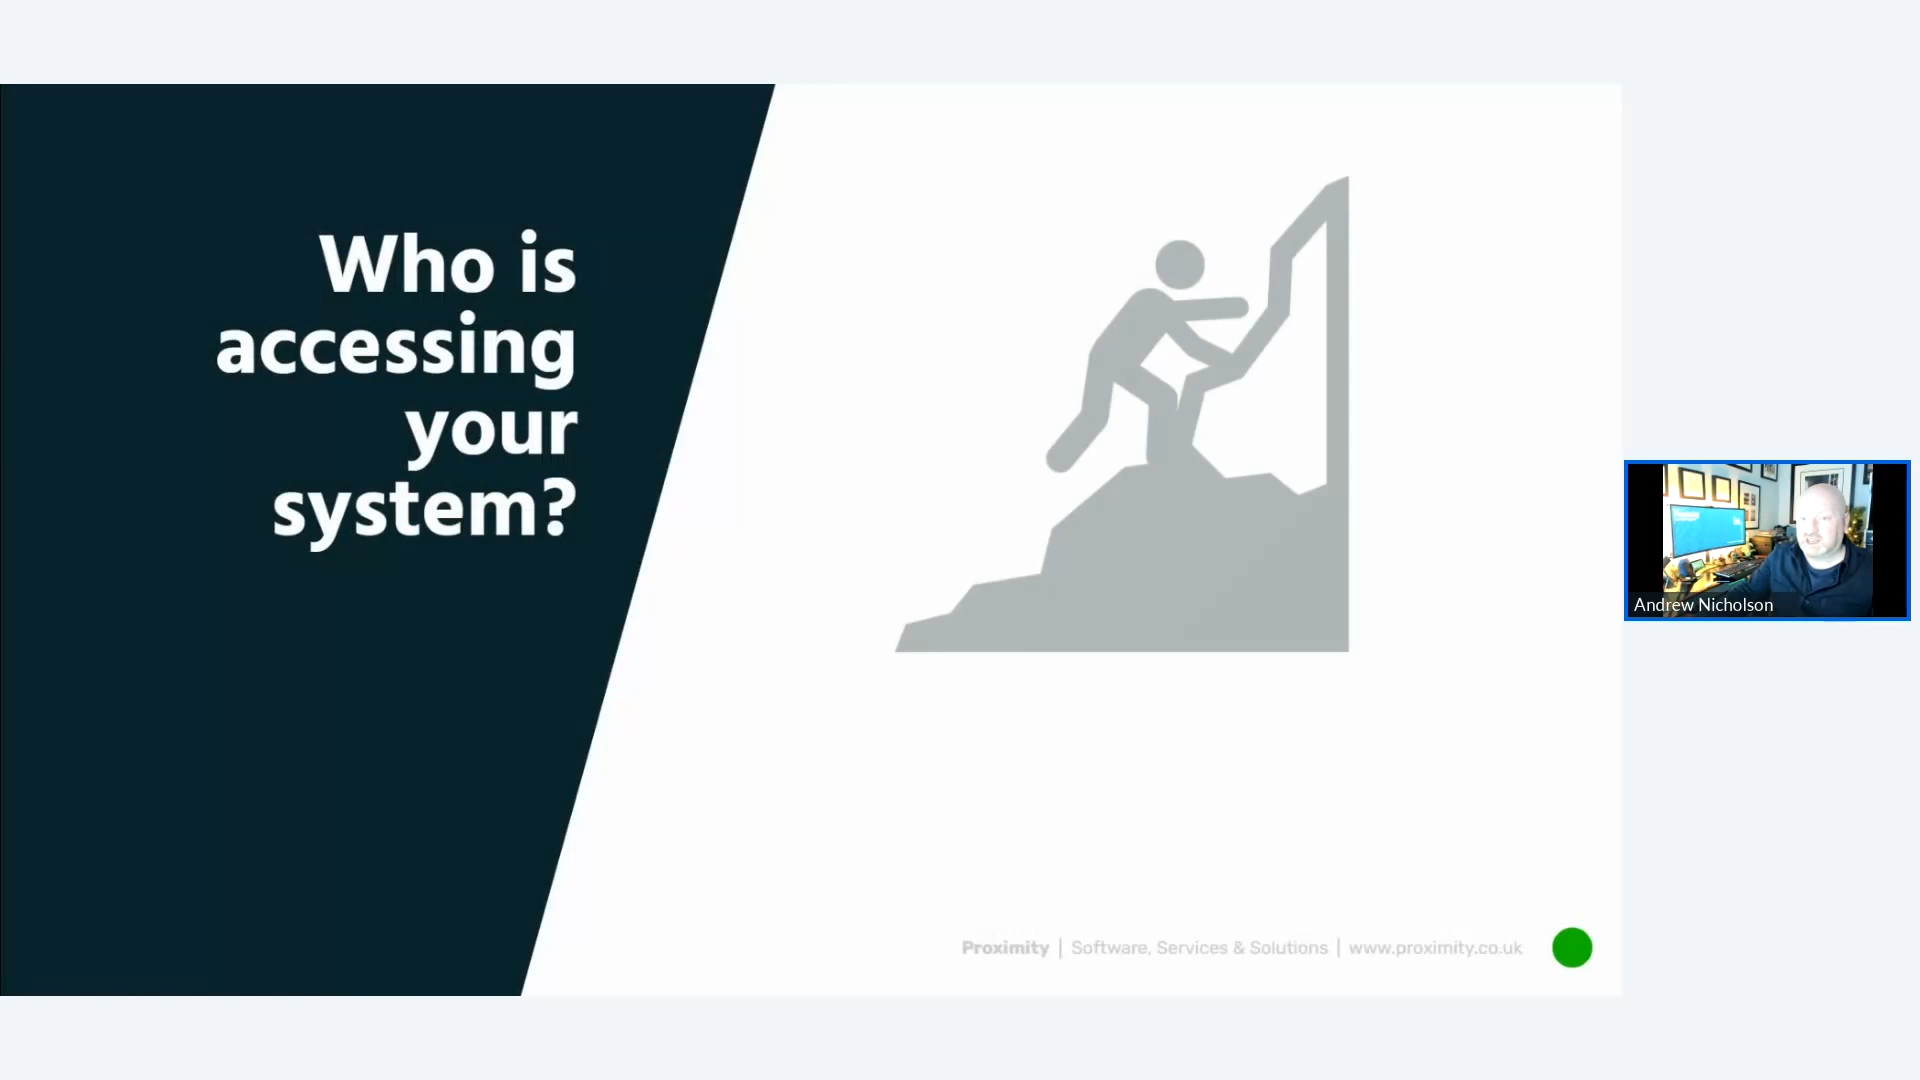 Who is
accessing
your
system?
Andrew Nicholson
Proximity | Software, Services & Solutions | www.proximity.co.uk